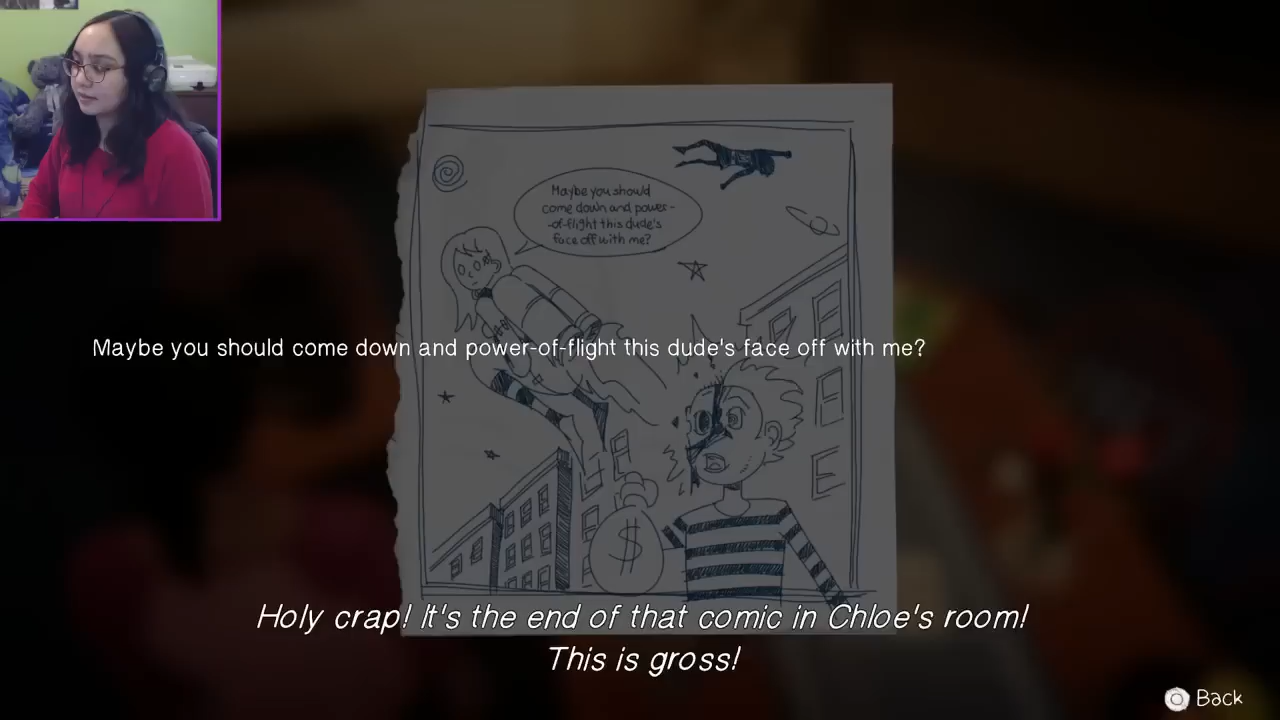 Maybe you should
come down and power-
-of-flight this dude's
face off with me?
Maybe you should come down and power-of-flight this dude's face off with me?
$
Holy crap! It's the end of that comic in Chloe's room!
This is gross!
Back